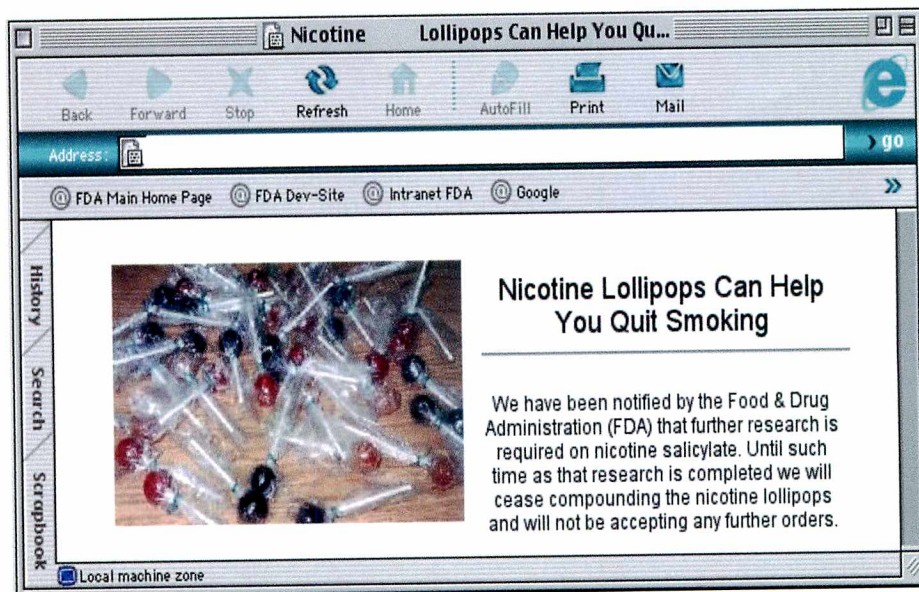 Nicotine Lollipops Can Help You Qu...
Back Forward Stop Refresh Home AutoFill Print Mail
Address: go
FDA Main Home Page FDA Dev-Site Intranet FDA Google
History
Search
Scrapbook
Nicotine Lollipops Can Help
You Quit Smoking
We have been notified by the Food & Drug
Administration (FDA) that further research is
required on nicotine salicylate. Until such
time as that research is completed we will
cease compounding the nicotine lollipops
and will not be accepting any further orders.
Local machine zone